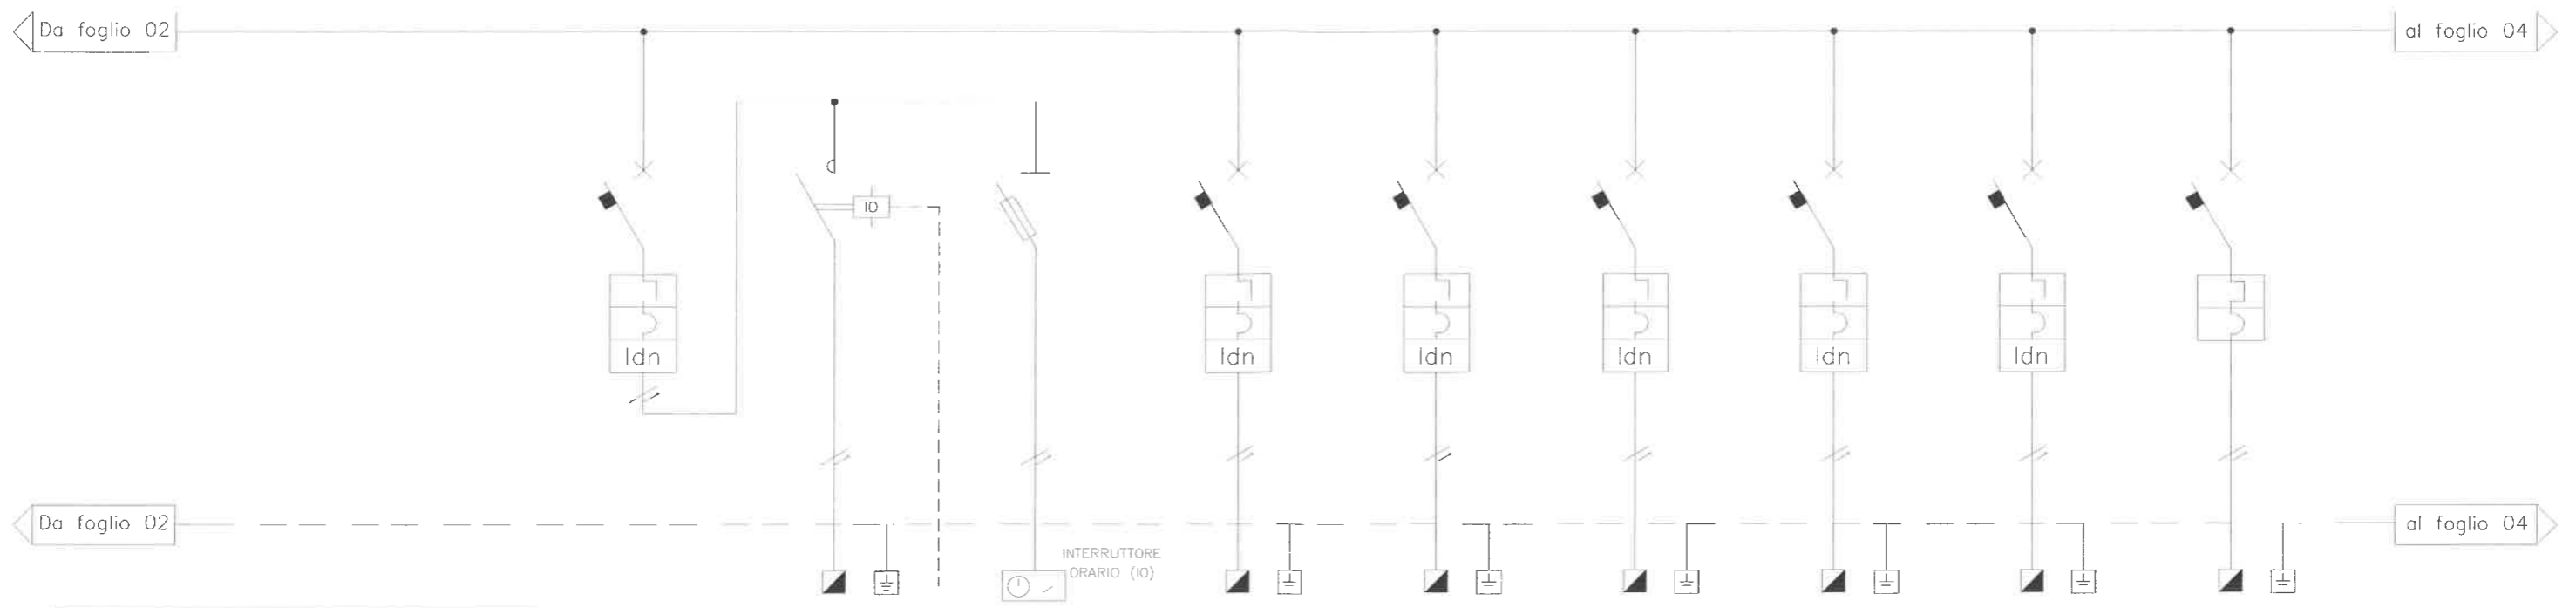 Da foglio 02
al foglio 04
IO
Idn
Idn
Idn
Idn
Idn
Idn
Da foglio 02
al foglio 04
INTERRUTTORE
ORARIO (IO)